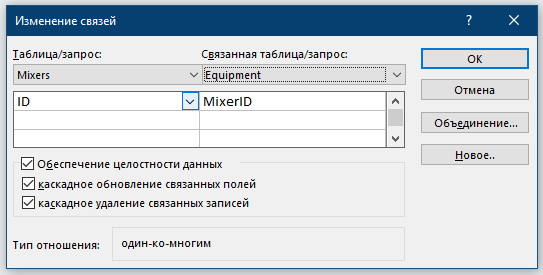 Изменение связей
?
Таблица/запрос: Связанная таблица/запрос:
Mixers Equipment
ID MixerID
OK
Отмена
Объединение...
Новое..
Обеспечение целостности данных
каскадное обновление связанных полей
каскадное удаление связанных записей
Тип отношения: один-ко-многим